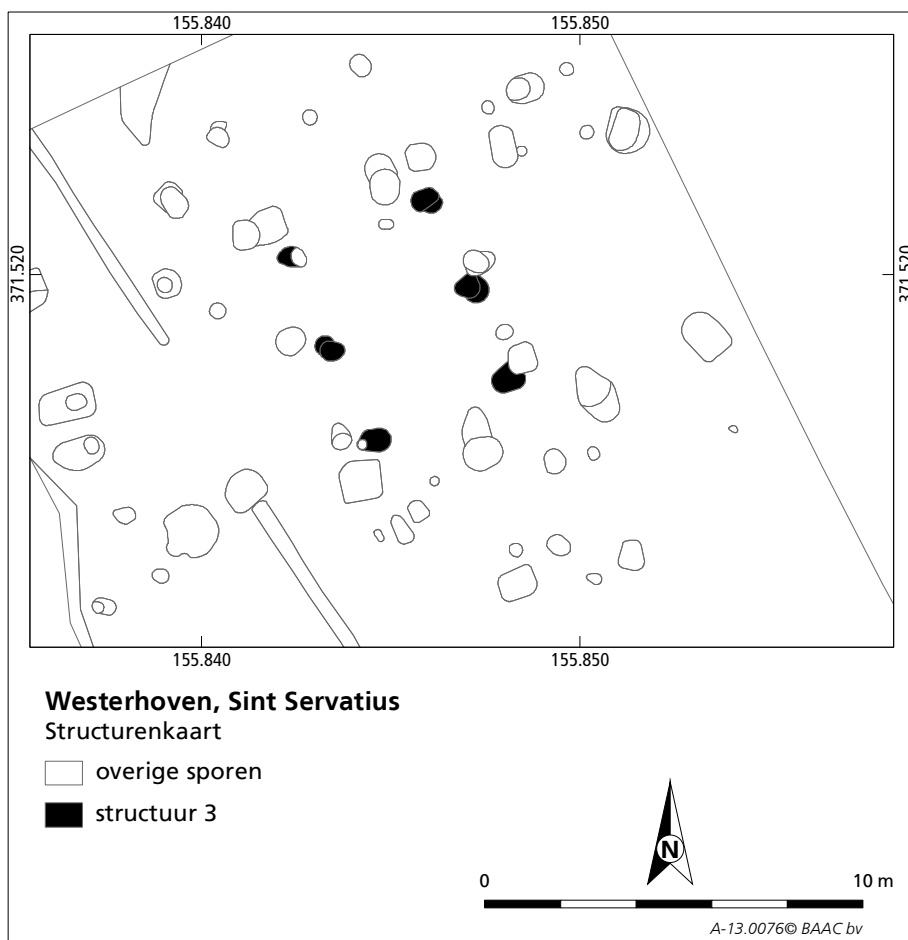 155.840 155.850
371.520 371.520
155.840 155.850
Westerhoven, Sint Servatius
Structurenkaart
overige sporen
structuur 3
N
0 10 m
A-13.0076© BAAC bv